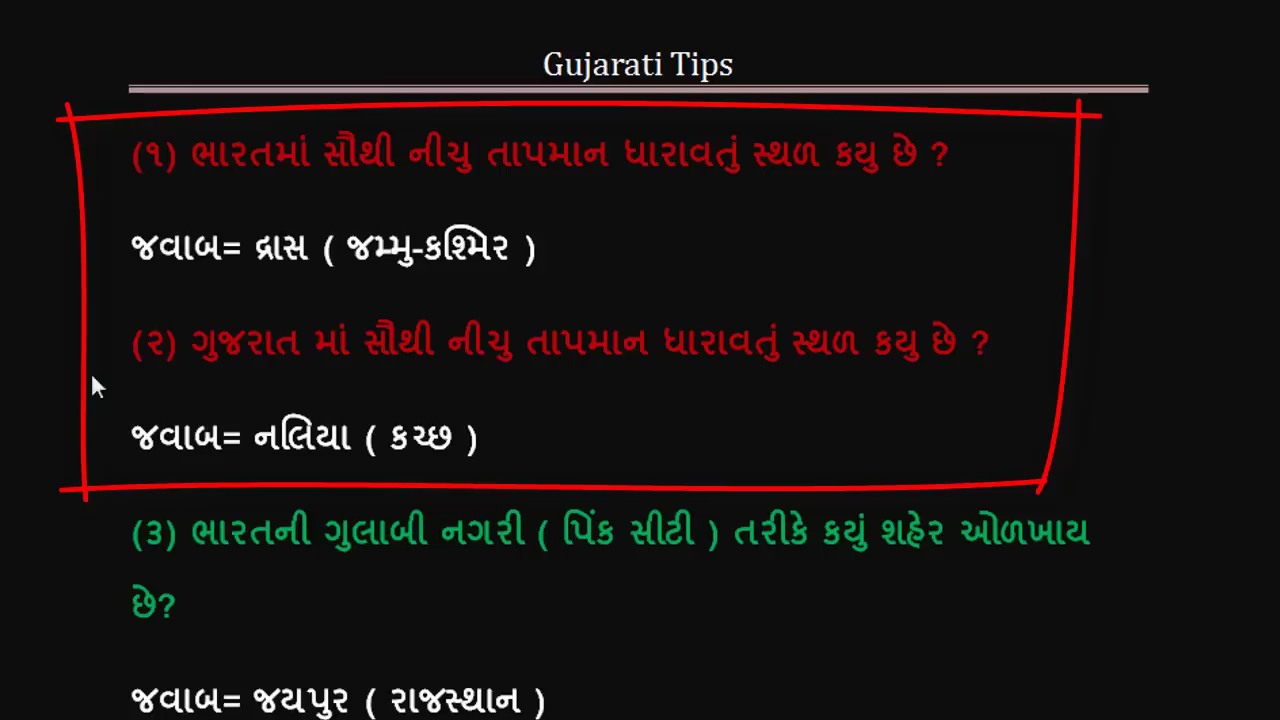 Gujarati Tips
(૧) ભારતમાં સૌથી નીચુ તાપમાન ધારાવતું સ્થળ કયુ છે ?
જવાબ= દ્રાસ ( જમ્મુ-કશ્મિર )
(૨) ગુજરાત માં સૌથી નીચુ તાપમાન ધારાવતું સ્થળ કયુ છે ?
જવાબ= નલિયા ( કચ્છ )
(૩) ભારતની ગુલાબી નગરી ( પિંક સીટી ) તરીકે કયું શહેર ઓળખાય
છે?
જવાબ= જયપુર ( રાજસ્થાન )